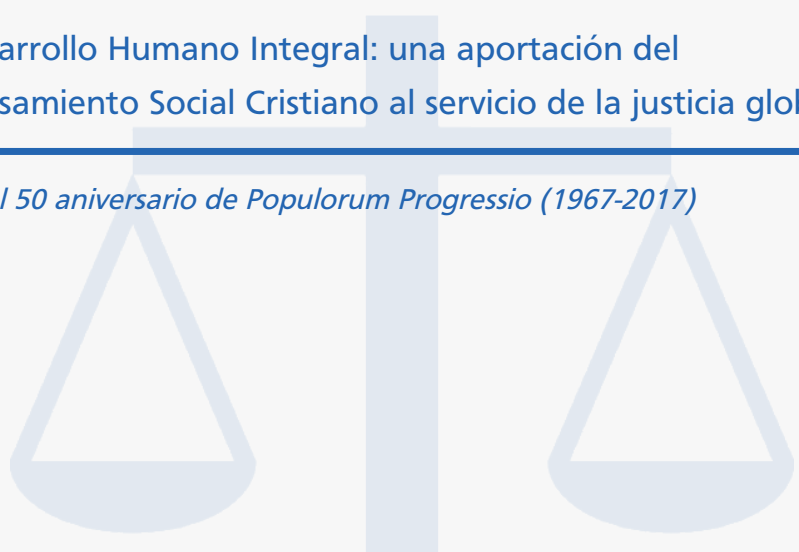 arrollo Humano Integral: una aportación del
samiento Social Cristiano al servicio de la justicia glo
l 50 aniversario de Populorum Progressio (1967-2017)